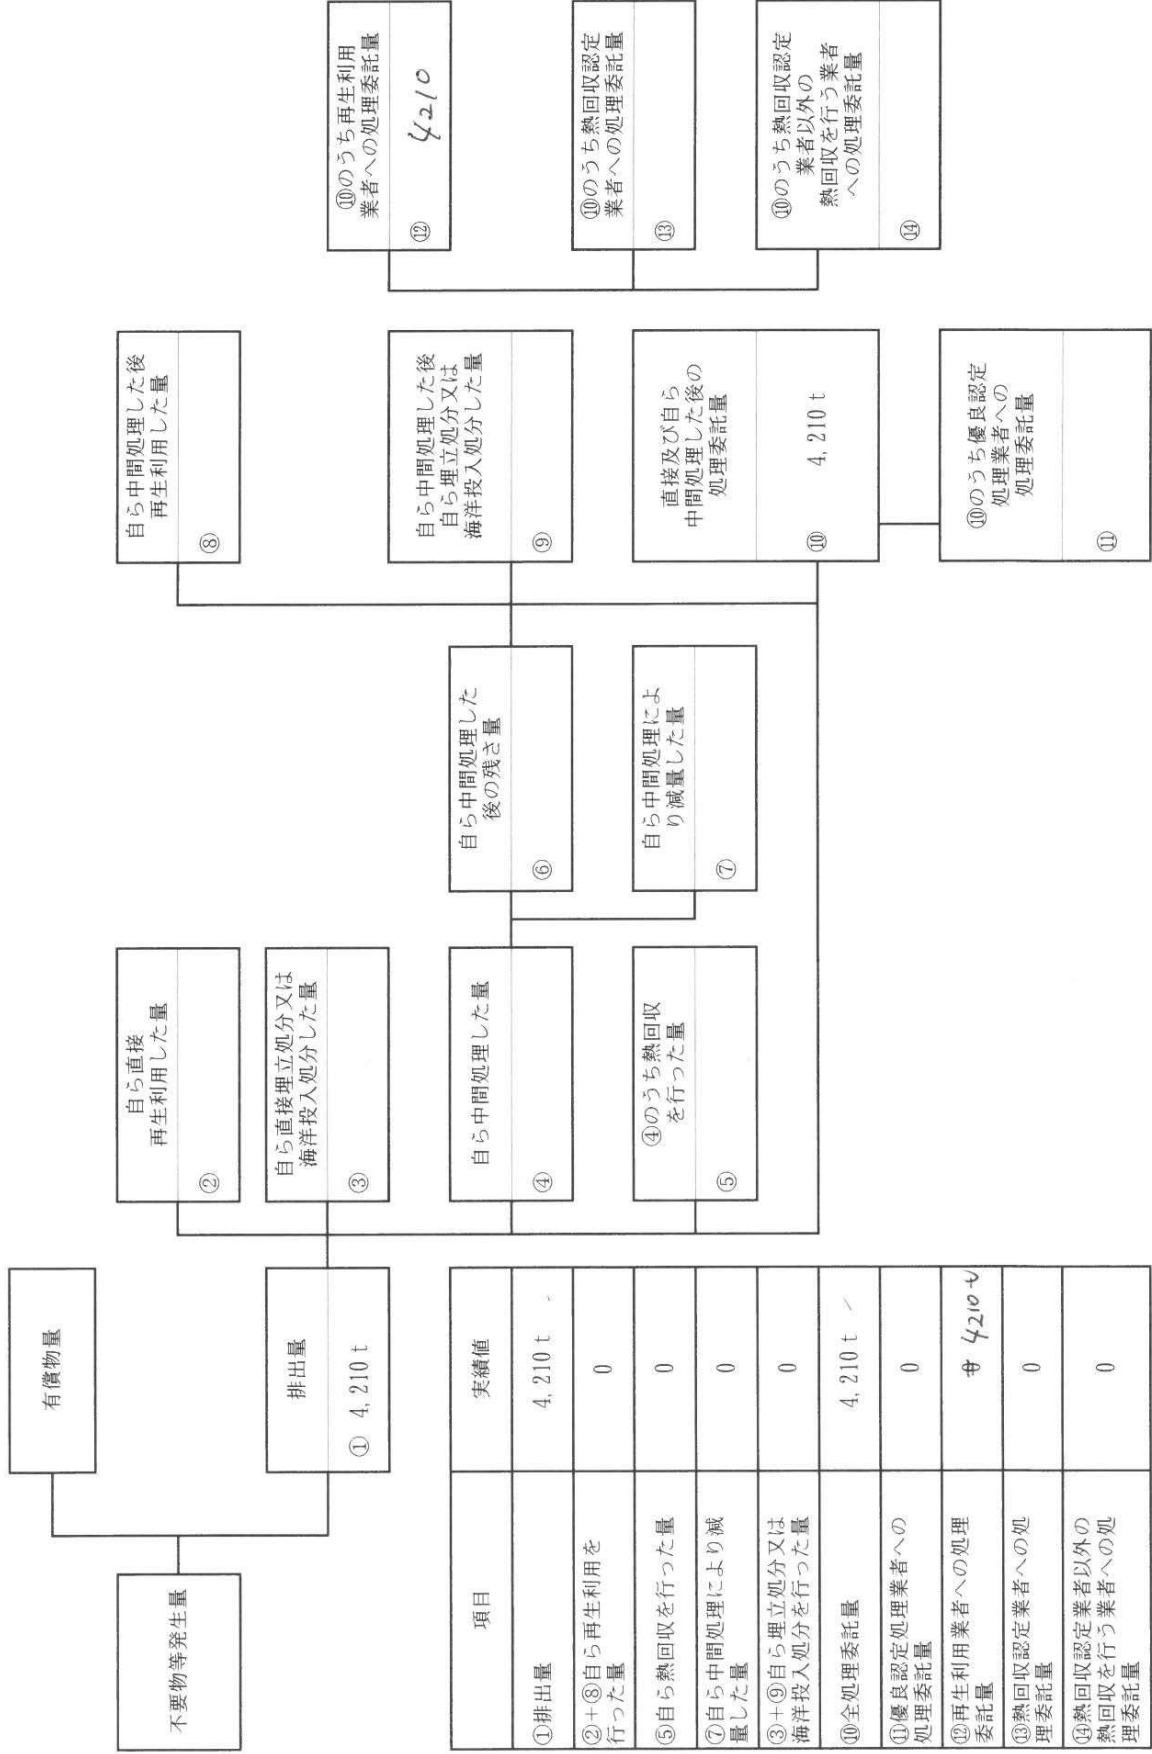 有償物量
不要物等発生量
排出量
① 4,210 t
自ら直接
再生利用した量
②
自ら直接埋立処分又は
海洋投入処分した量
③
自ら中間処理した量
④
④のうち熱回収
を行った量
⑤
自ら中間処理した
後の残さ量
⑥
自ら中間処理によ
り減量した量
⑦
自ら中間処理した後
再生利用した量
⑧
自ら中間処理した後
自ら埋立処分又は
海洋投入処分した量
⑨
直接及び自ら
中間処理した後の
処理委託量
⑩ 4,210 t
⑩のうち優良認定
処理業者への
処理委託量
⑪
⑩のうち再生利用
業者への処理委託量
⑫ 4210
⑩のうち熱回収認定
業者への処理委託量
⑬
⑩のうち熱回収認定
業者以外の
熱回収を行う業者
への処理委託量
⑭
項目 実績値
①排出量 4,210 t
②+⑧自ら再生利用を
行った量 0
⑤自ら熱回収を行った量 0
⑦自ら中間処理により減
量した量 0
③+⑨自ら埋立処分又は
海洋投入処分を行った量 0
⑩全処理委託量 4,210 t
⑪優良認定処理業者への
処理委託量 0
⑫再生利用業者への処理
委託量 0 4210t
⑬熱回収認定業者への処
理委託量 0
⑭熱回収認定業者以外の
熱回収を行う業者への処
理委託量 0